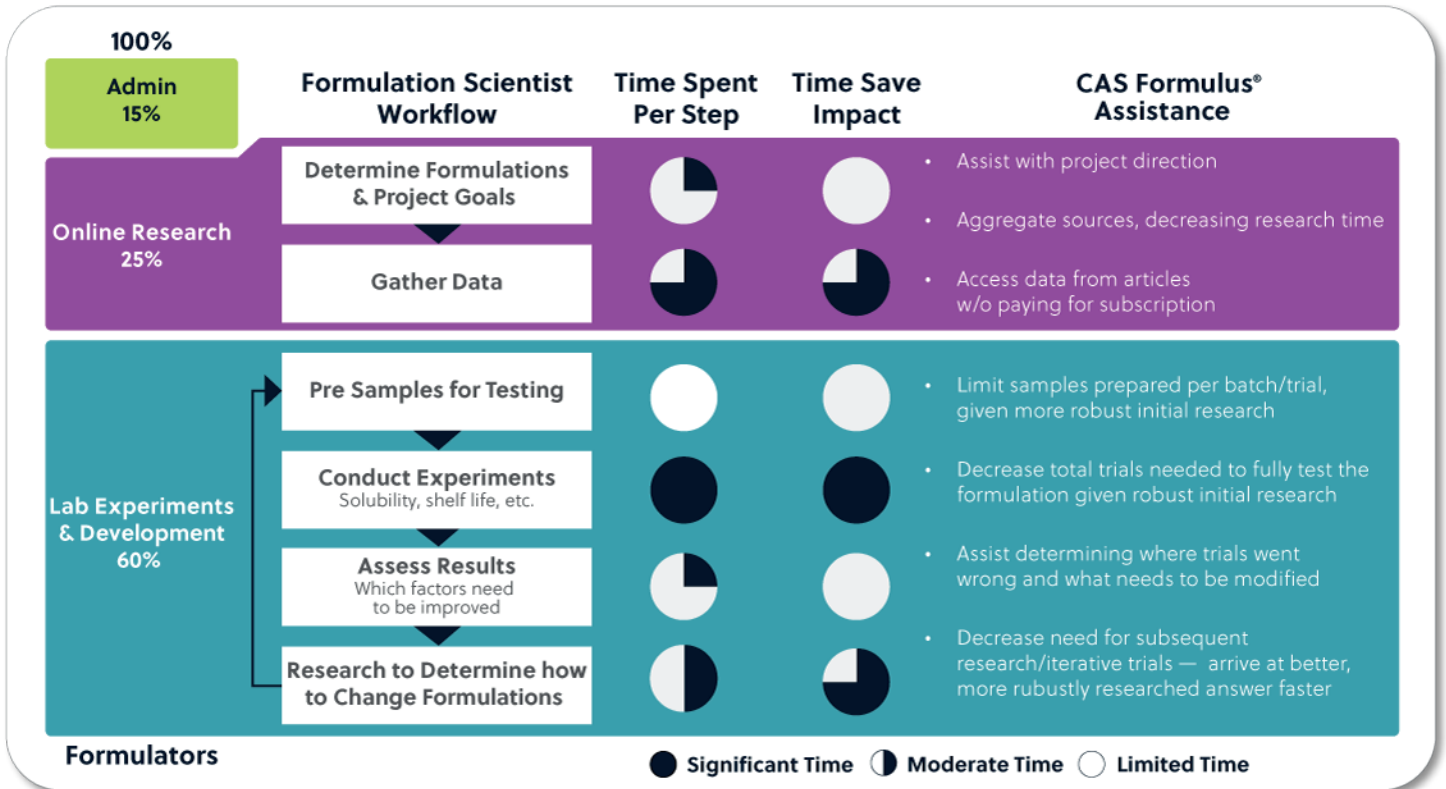 100%
Admin
15%
Formulation Scientist
Workflow
Time Spent
Per Step
Time Save
Impact
CAS Formulus®
Assistance
Online Research
25%
Determine Formulations
& Project Goals
Gather Data
• Assist with project direction
• Aggregate sources, decreasing research time
• Access data from articles
w/o paying for subscription
Lab Experiments
& Development
60%
Pre Samples for Testing
Conduct Experiments
Solubility, shelf life, etc.
Assess Results
Which factors need
to be improved
Research to Determine how
to Change Formulations
• Limit samples prepared per batch/trial,
given more robust initial research
• Decrease total trials needed to fully test the
formulation given robust initial research
• Assist determining where trials went
wrong and what needs to be modified
• Decrease need for subsequent
research/iterative trials — arrive at better,
more rubustly researched answer faster
Formulators
Significant Time
Moderate Time
Limited Time